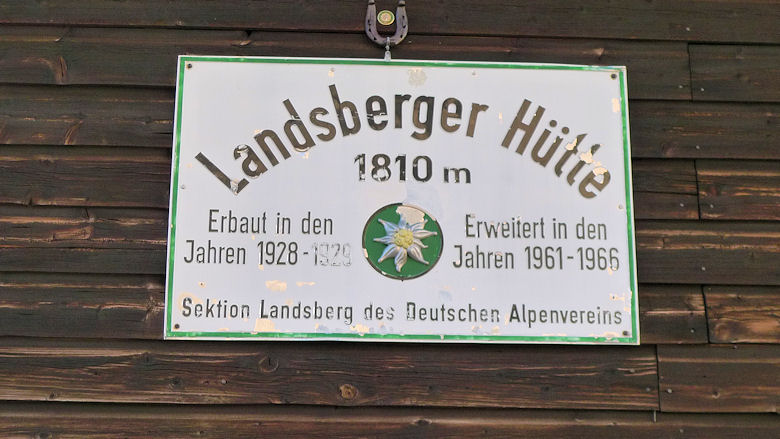 Landsberger Hütte
1810 m
Erbaut in den
Jahren 1928-1929
Erweitert in den
Jahren 1961-1966
Sektion Landsberg des Deutschen Alpenvereins